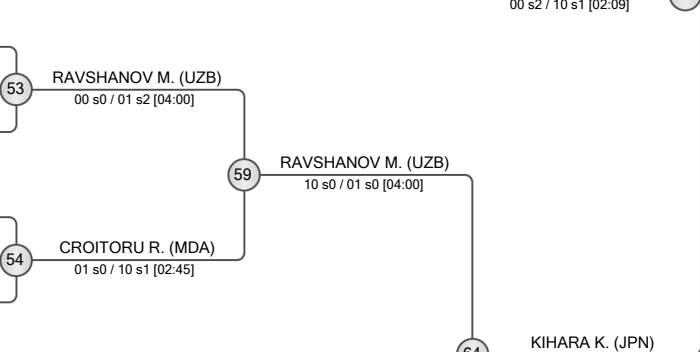 00 s2 / 10 s1 [02:09]
53
RAVSHANOV M. (UZB)
00 s0 / 01 s2 [04:00]
59
RAVSHANOV M. (UZB)
10 s0 / 01 s0 [04:00]
54
CROITORU R. (MDA)
01 s0 / 10 s1 [02:45]
64
KIHARA K. (JPN)